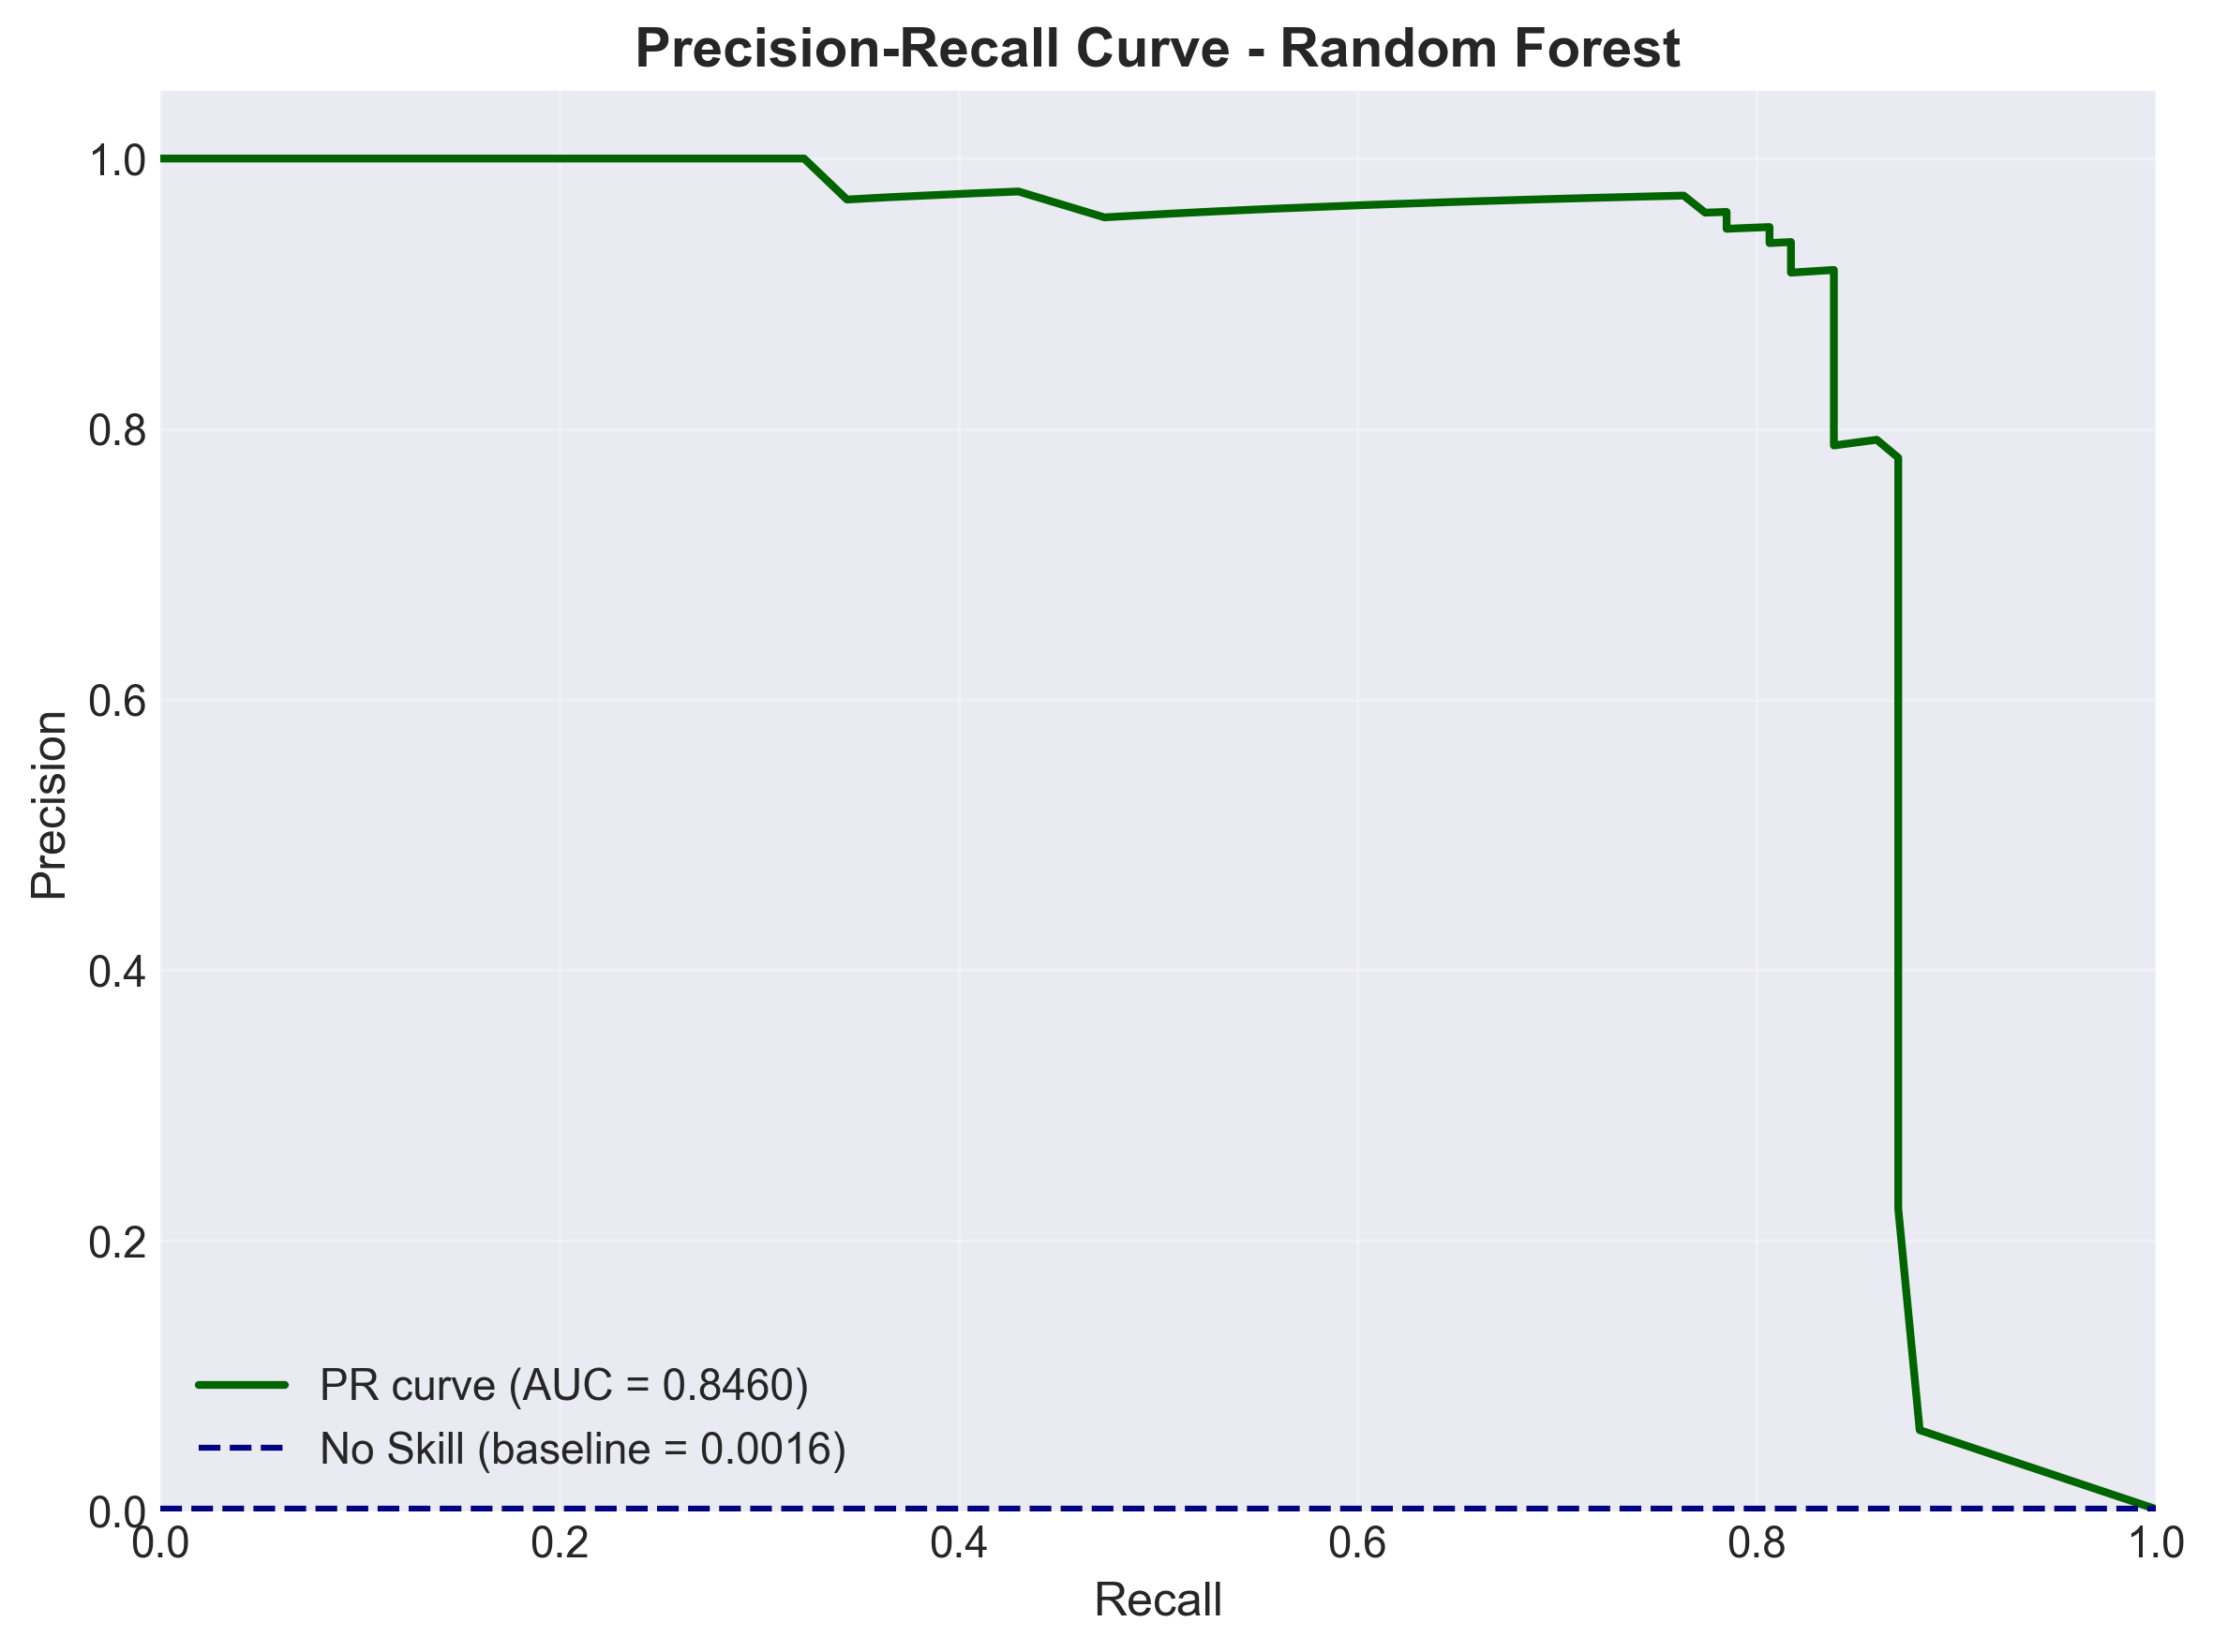 Precision-Recall Curve - Random Forest
1.0
0.8
0.6
0.4
0.2
0.0
Precision
PR curve (AUC = 0.8460)
No Skill (baseline = 0.0016)
0.0 0.2 0.4 0.6 0.8 1.0
Recall